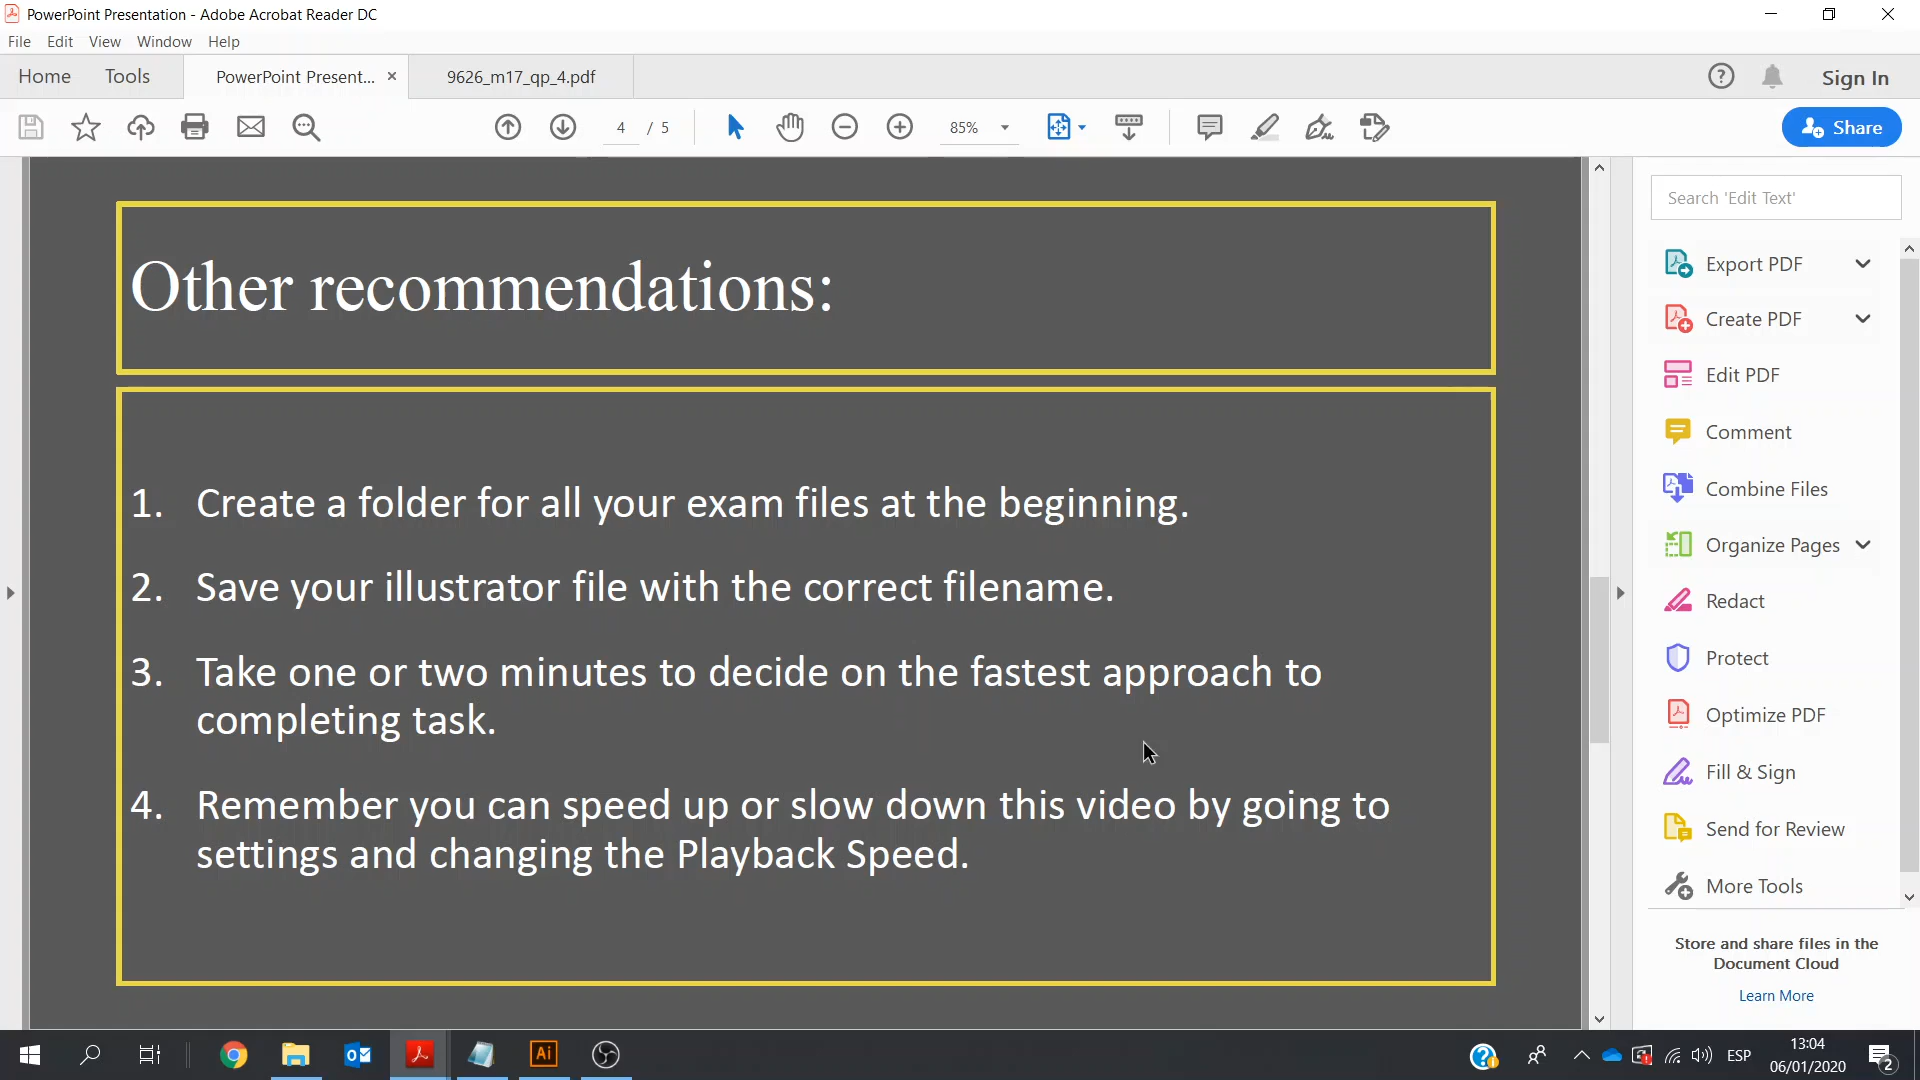 PowerPoint Presentation - Adobe Acrobat Reader DC
File Edit View Window Help
Home Tools PowerPoint Present... × 9626_m17_qp_4.pdf Sign In
4 / 5 85% Share
Search 'Edit Text'
Other recommendations:
1. Create a folder for all your exam files at the beginning.
2. Save your illustrator file with the correct filename.
3. Take one or two minutes to decide on the fastest approach to
completing task.
4. Remember you can speed up or slow down this video by going to
settings and changing the Playback Speed.
Export PDF
Create PDF
Edit PDF
Comment
Combine Files
Organize Pages
Redact
Protect
Optimize PDF
Fill & Sign
Send for Review
More Tools
Store and share files in the
Document Cloud
Learn More
Ai
ESP
13:04
06/01/2020
2